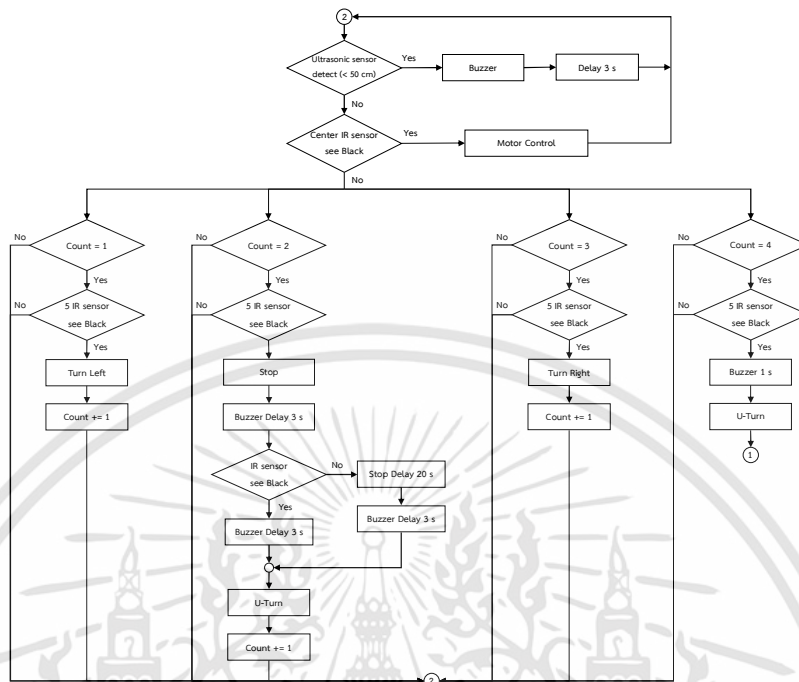 2
Ultrasonic sensor
detect (< 50 cm)
Yes
Buzzer
Delay 3 s
No
Center IR sensor
see Black
Yes
Motor Control
No
No
Count = 1
Yes
No
5 IR sensor
see Black
Yes
Turn Left
Count += 1
No
Count = 2
Yes
No
5 IR sensor
see Black
Yes
Stop
Buzzer Delay 3 s
IR sensor
see Black
No
Stop Delay 20 s
Yes
Buzzer Delay 3 s
Buzzer Delay 3 s
U-Turn
Count += 1
No
Count = 3
Yes
No
5 IR sensor
see Black
Yes
Turn Right
Count += 1
No
Count = 4
Yes
No
5 IR sensor
see Black
Yes
Buzzer 1 s
U-Turn
1
2